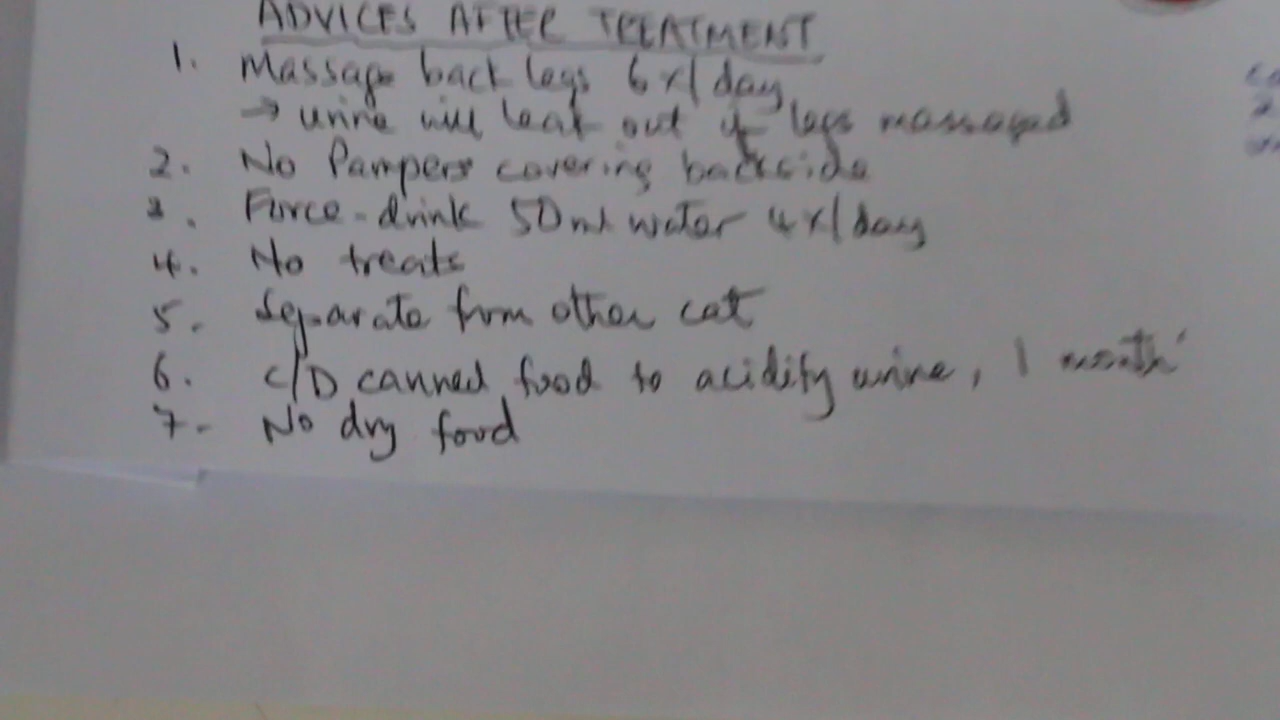 ADVICES AFTER TREATMENT
1. Massage back legs 6x/day
→ urine will leak out if legs massaged
2. No Pampers covering backside
3. Force-drink 50ml water 4x/day
4. No treats
5. Separate from other cat
6. C/D canned food to acidify urine, 1 month
7. No dry food